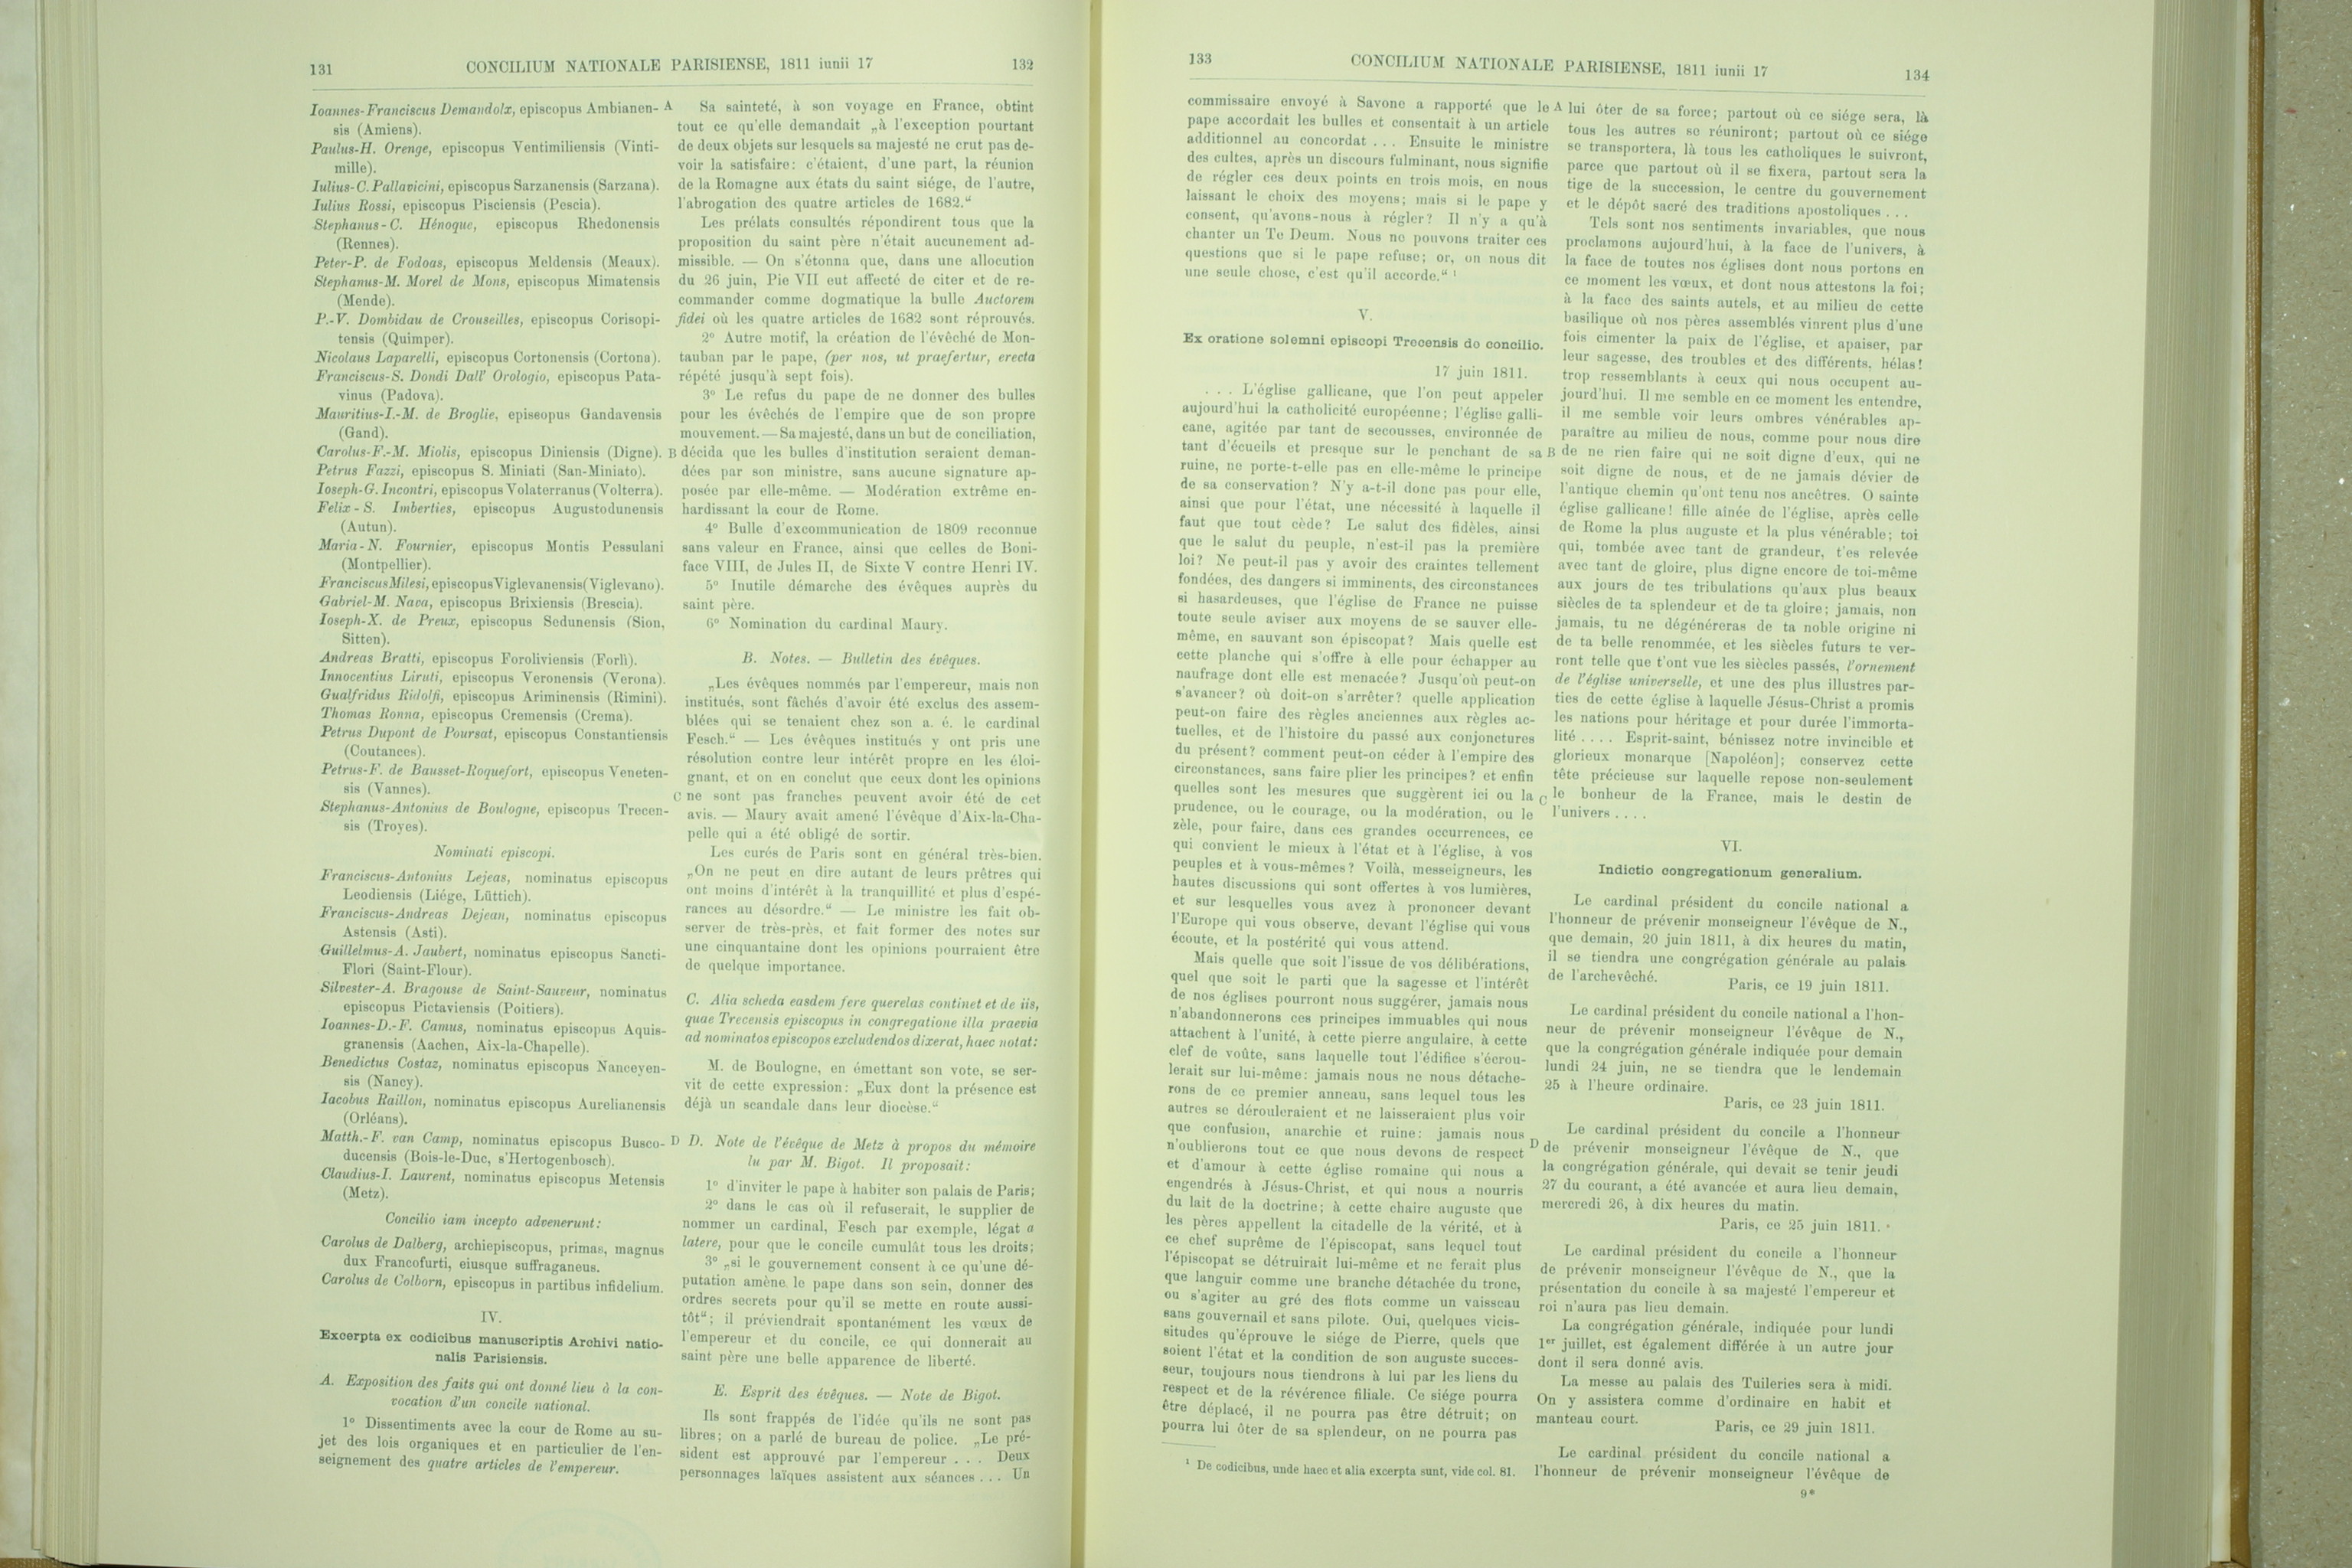 131
CONCILIUM NATIONALE PARISIENSE, 1811 iunii 17
132
Ioannes-Franciscus Demandolx, episcopus Ambianen-
sis (Amiens).
Paulus-H. Orenge, episcopus Ventimiliensis (Vinti-
mille).
Iulius-C. Pallavicini, episcopus Sarzanensis (Sarzana).
Iulius Rossi, episcopus Pisciensis (Pescia).
Stephanus-C. Hénoque, episcopus Rhedonensis
(Rennes).
Peter-P. de Fodoas, episcopus Meldensis (Meaux).
Stephanus-M. Morel de Mons, episcopus Mimatensis
(Mende).
P.-V. Dombidau de Crouseilles, episcopus Corisopi-
tensis (Quimper).
Nicolaus Laparelli, episcopus Cortonensis (Cortona).
Franciscus-S. Dondi Dall' Orologio, episcopus Pata-
vinus (Padova).
Mauritius-I.-M. de Broglie, episeopus Gandavensis
(Gand).
Carolus-F.-M. Miolis, episcopus Diniensis (Digne).
Petrus Fazzi, episcopus S. Miniati (San-Miniato).
Ioseph-G. Incontri, episcopus Volaterranus (Volterra).
Felix-S. Imberties, episcopus Augustodunensis
(Autun).
Maria-N. Fournier, episcopus Montis Pessulani
(Montpellier).
Franciscus Milesi, episcopus Viglevanensis (Viglevano).
Gabriel-M. Nava, episcopus Brixiensis (Brescia).
Ioseph-X. de Preux, episcopus Sedunensis (Sion,
Sitten).
Andreas Bratti, episcopus Foroliviensis (Forlì).
Innocentius Liruti, episcopus Veronensis (Verona).
Gualfridus Ridolfi, episcopus Ariminensis (Rimini).
Thomas Ronna, episcopus Cremensis (Crema).
Petrus Dupont de Poursat, episcopus Constantiensis
(Coutances).
Petrus-F. de Bausset-Roquefort, episcopus Veneten-
sis (Vannes).
Stephanus-Antonius de Boulogne, episcopus Trecen-
sis (Troyes).
Nominati episcopi.
Franciscus-Antonius Lejeas, nominatus episcopus
Leodiensis (Liége, Lüttich).
Franciscus-Andreas Dejean, nominatus episcopus
Astensis (Asti).
Guillelmus-A. Jaubert, nominatus episcopus Sancti-
Flori (Saint-Flour).
Silvester-A. Bragouse de Saint-Sauveur, nominatus
episcopus Pictaviensis (Poitiers).
Ioannes-D.-F. Camus, nominatus episcopus Aquis-
granensis (Aachen, Aix-la-Chapelle).
Benedictus Costaz, nominatus episcopus Nanceyen-
sis (Nancy).
Iacobus Raillon, nominatus episcopus Aurelianensis
(Orléans).
Matth.-F. van Camp, nominatus episcopus Busco-
ducensis (Bois-le-Duc, s'Hertogenbosch).
Claudius-I. Laurent, nominatus episcopus Metensis
(Metz).
Concilio iam incepto advenerunt:
Carolus de Dalberg, archiepiscopus, primas, magnus
dux Francofurti, eiusque suffraganeus.
Carolus de Colborn, episcopus in partibus infidelium.
IV.
Excerpta ex codicibus manuscriptis Archivi natio-
nalis Parisiensis.
A. Exposition des faits qui ont donné lieu à la con-
vocation d'un concile national.
1° Dissentiments avec la cour de Rome au su-
jet des lois organiques et en particulier de l'en-
seignement des quatre articles de l'empereur.
A
B
C
D
Sa sainteté, à son voyage en France, obtint
tout ce qu'elle demandait „à l'exception pourtant
de deux objets sur lesquels sa majesté ne crut pas de-
voir la satisfaire: c'étaient, d'une part, la réunion
de la Romagne aux états du saint siége, de l'autre,
l'abrogation des quatre articles de 1682.“
Les prélats consultés répondirent tous que la
proposition du saint père n'était aucunement ad-
missible. — On s'étonna que, dans une allocution
du 26 juin, Pie VII eut affecté de citer et de re-
commander comme dogmatique la bulle Auctorem
fidei où les quatre articles de 1682 sont réprouvés.
2° Autre motif, la création de l'évêché de Mon-
tauban par le pape, (per nos, ut praefertur, erecta
répété jusqu'à sept fois).
3° Le refus du pape de ne donner des bulles
pour les évêchés de l'empire que de son propre
mouvement. — Sa majesté, dans un but de conciliation,
décida que les bulles d'institution seraient deman-
dées par son ministre, sans aucune signature ap-
posée par elle-même. — Modération extrême en-
hardissant la cour de Rome.
4° Bulle d'excommunication de 1809 reconnue
sans valeur en France, ainsi que celles de Boni-
face VIII, de Jules II, de Sixte V contre Henri IV.
5° Inutile démarche des évêques auprès du
saint père.
6° Nomination du cardinal Maury.
B. Notes. — Bulletin des évêques.
„Les évêques nommés par l'empereur, mais non
institués, sont fâchés d'avoir été exclus des assem-
blées qui se tenaient chez son a. é. le cardinal
Fesch.“ — Les évêques institués y ont pris une
résolution contre leur intérêt propre en les éloi-
gnant, et on en conclut que ceux dont les opinions
ne sont pas franches peuvent avoir été de cet
avis. — Maury avait amené l'évêque d'Aix-la-Cha-
pelle qui a été obligé de sortir.
Les curés de Paris sont en général très-bien.
„On ne peut en dire autant de leurs prêtres qui
ont moins d'intérêt à la tranquillité et plus d'espé-
rances au désordre.“ — Le ministre les fait ob-
server de très-près, et fait former des notes sur
une cinquantaine dont les opinions pourraient être
de quelque importance.
C. Alia scheda easdem fere querelas continet et de iis,
quae Trecensis episcopus in congregatione illa praevia
ad nominatos episcopos excludendos dixerat, haec notat:
M. de Boulogne, en émettant son vote, se ser-
vit de cette expression: „Eux dont la présence est
déjà un scandale dans leur diocèse.“
D. Note de l'évêque de Metz à propos du mémoire
lu par M. Bigot. Il proposait:
1° d'inviter le pape à habiter son palais de Paris;
2° dans le cas où il refuserait, le supplier de
nommer un cardinal, Fesch par exemple, légat a
latere, pour que le concile cumulât tous les droits;
3° „si le gouvernement consent à ce qu'une dé-
putation amène le pape dans son sein, donner des
ordres secrets pour qu'il se mette en route aussi-
tôt“; il préviendrait spontanément les vœux de
l'empereur et du concile, ce qui donnerait au
saint père une belle apparence de liberté.
E. Esprit des évêques. — Note de Bigot.
Ils sont frappés de l'idée qu'ils ne sont pas
libres; on a parlé de bureau de police. „Le pré-
sident est approuvé par l'empereur . . . Deux
personnages laïques assistent aux séances . . . Un
133
CONCILIUM NATIONALE PARISIENSE, 1811 iunii 17
134
commissaire envoyé à Savone a rapporté que le
pape accordait les bulles et consentait à un article
additionnel au concordat . . . Ensuite le ministre
des cultes, après un discours fulminant, nous signifie
de régler ces deux points en trois mois, en nous
laissant le choix des moyens; mais si le pape y
consent, qu'avons-nous à régler? Il n'y a qu'à
chanter un Te Deum. Nous ne pouvons traiter ces
questions que si le pape refuse; or, on nous dit
une seule chose, c'est qu'il accorde.“ 1
V.
Ex oratione solemni episcopi Trecensis de concilio.
17 juin 1811.
. . . L'église gallicane, que l'on peut appeler
aujourd'hui la catholicité européenne; l'église galli-
cane, agitée par tant de secousses, environnée de
tant d'écueils et presque sur le penchant de sa
ruine, ne porte-t-elle pas en elle-même le principe
de sa conservation? N'y a-t-il donc pas pour elle,
ainsi que pour l'état, une nécessité à laquelle il
faut que tout cède? Le salut des fidèles, ainsi
que le salut du peuple, n'est-il pas la première
loi? Ne peut-il pas y avoir des craintes tellement
fondées, des dangers si imminents, des circonstances
si hasardeuses, que l'église de France ne puisse
toute seule aviser aux moyens de se sauver elle-
même, en sauvant son épiscopat? Mais quelle est
cette planche qui s'offre à elle pour échapper au
naufrage dont elle est menacée? Jusqu'où peut-on
s'avancer? où doit-on s'arrêter? quelle application
peut-on faire des règles anciennes aux règles ac-
tuelles, et de l'histoire du passé aux conjonctures
du présent? comment peut-on céder à l'empire des
circonstances, sans faire plier les principes? et enfin
quelles sont les mesures que suggèrent ici ou la
prudence, ou le courage, ou la modération, ou le
zèle, pour faire, dans ces grandes occurrences, ce
qui convient le mieux à l'état et à l'église, à vos
peuples et à vous-mêmes? Voilà, messeigneurs, les
hautes discussions qui sont offertes à vos lumières,
et sur lesquelles vous avez à prononcer devant
l'Europe qui vous observe, devant l'église qui vous
écoute, et la postérité qui vous attend.
Mais quelle que soit l'issue de vos délibérations,
quel que soit le parti que la sagesse et l'intérêt
de nos églises pourront nous suggérer, jamais nous
n'abandonnerons ces principes immuables qui nous
attachent à l'unité, à cette pierre angulaire, à cette
clef de voûte, sans laquelle tout l'édifice s'écrou-
lerait sur lui-même: jamais nous ne nous détache-
rons de ce premier anneau, sans lequel tous les
autres se dérouleraient et ne laisseraient plus voir
que confusion, anarchie et ruine: jamais nous
n'oublierons tout ce que nous devons de respect
et d'amour à cette église romaine qui nous a
engendrés à Jésus-Christ, et qui nous a nourris
du lait de la doctrine; à cette chaire auguste que
les pères appellent la citadelle de la vérité, et à
ce chef suprême de l'épiscopat, sans lequel tout
l'épiscopat se détruirait lui-même et ne ferait plus
que languir comme une branche détachée du tronc,
ou s'agiter au gré des flots comme un vaisseau
sans gouvernail et sans pilote. Oui, quelques vicis-
situdes qu'éprouve le siége de Pierre, quels que
soient l'état et la condition de son auguste succes-
seur, toujours nous tiendrons à lui par les liens du
respect et de la révérence filiale. Ce siége pourra
être déplacé, il ne pourra pas être détruit; on
pourra lui ôter de sa splendeur, on ne pourra pas
1 De codicibus, unde haec et alia excerpta sunt, vide col. 81.
A
B
C
D
lui ôter de sa force; partout où ce siége sera, là
tous les autres se réuniront; partout où ce siége
se transportera, là tous les catholiques le suivront,
parce que partout où il se fixera, partout sera la
tige de la succession, le centre du gouvernement
et le dépôt sacré des traditions apostoliques . . .
Tels sont nos sentiments invariables, que nous
proclamons aujourd'hui, à la face de l'univers, à
la face de toutes nos églises dont nous portons en
ce moment les vœux, et dont nous attestons la foi;
à la face des saints autels, et au milieu de cette
basilique où nos pères assemblés vinrent plus d'une
fois cimenter la paix de l'église, et apaiser, par
leur sagesse, des troubles et des différents, hélas!
trop ressemblants à ceux qui nous occupent au-
jourd'hui. Il me semble en ce moment les entendre,
il me semble voir leurs ombres vénérables ap-
paraître au milieu de nous, comme pour nous dire
de ne rien faire qui ne soit digne d'eux, qui ne
soit digne de nous, et de ne jamais dévier de
l'antique chemin qu'ont tenu nos ancêtres. O sainte
église gallicane! fille aînée de l'église, après celle
de Rome la plus auguste et la plus vénérable; toi
qui, tombée avec tant de grandeur, t'es relevée
avec tant de gloire, plus digne encore de toi-même
aux jours de tes tribulations qu'aux plus beaux
siècles de ta splendeur et de ta gloire; jamais, non
jamais, tu ne dégénéreras de ta noble origine ni
de ta belle renommée, et les siècles futurs te ver-
ront telle que t'ont vue les siècles passés, l'ornement
de l'église universelle, et une des plus illustres par-
ties de cette église à laquelle Jésus-Christ a promis
les nations pour héritage et pour durée l'immorta-
lité . . . . Esprit-saint, bénissez notre invincible et
glorieux monarque [Napoléon]; conservez cette
tête précieuse sur laquelle repose non-seulement
le bonheur de la France, mais le destin de
l'univers . . . .
VI.
Indictio congregationum generalium.
Le cardinal président du concile national a
l'honneur de prévenir monseigneur l'évêque de N.,
que demain, 20 juin 1811, à dix heures du matin,
il se tiendra une congrégation générale au palais
de l'archevêché.
Paris, ce 19 juin 1811.
Le cardinal président du concile national a l'hon-
neur de prévenir monseigneur l'évêque de N.,
que la congrégation générale indiquée pour demain
lundi 24 juin, ne se tiendra que le lendemain
25 à l'heure ordinaire.
Paris, ce 23 juin 1811.
Le cardinal président du concile a l'honneur
de prévenir monseigneur l'évêque de N., que
la congrégation générale, qui devait se tenir jeudi
27 du courant, a été avancée et aura lieu demain,
mercredi 26, à dix heures du matin.
Paris, ce 25 juin 1811.
Le cardinal président du concile a l'honneur
de prévenir monseigneur l'évêque de N., que la
présentation du concile à sa majesté l'empereur et
roi n'aura pas lieu demain.
La congrégation générale, indiquée pour lundi
1er juillet, est également différée à un autre jour
dont il sera donné avis.
La messe au palais des Tuileries sera à midi.
On y assistera comme d'ordinaire en habit et
manteau court.
Paris, ce 29 juin 1811.
Le cardinal président du concile national a
l'honneur de prévenir monseigneur l'évêque de
9*